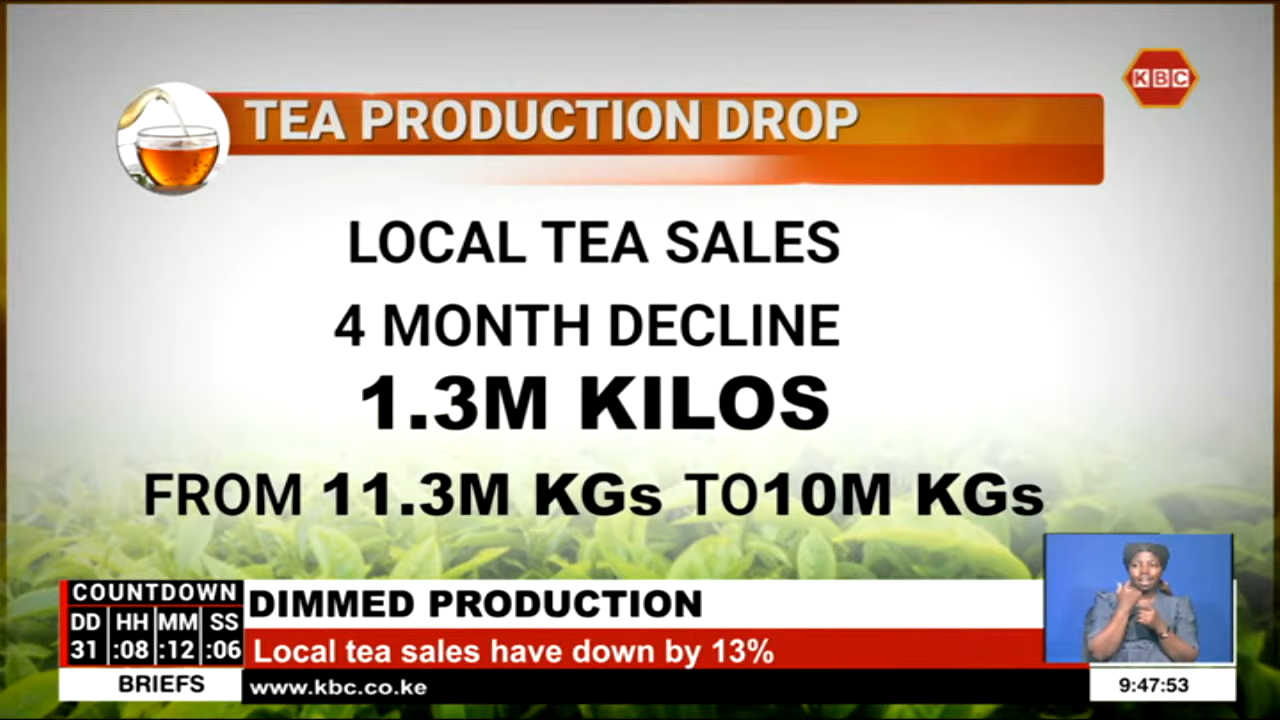 KBC
TEA PRODUCTION DROP
LOCAL TEA SALES
4 MONTH DECLINE
1.3M KILOS
FROM 11.3M KGs TO10M KGs
COUNTDOWN
DD HH MM SS
31 :08 :12 :06
DIMMED PRODUCTION
Local tea sales have down by 13%
BRIEFS
www.kbc.co.ke
9:47:53